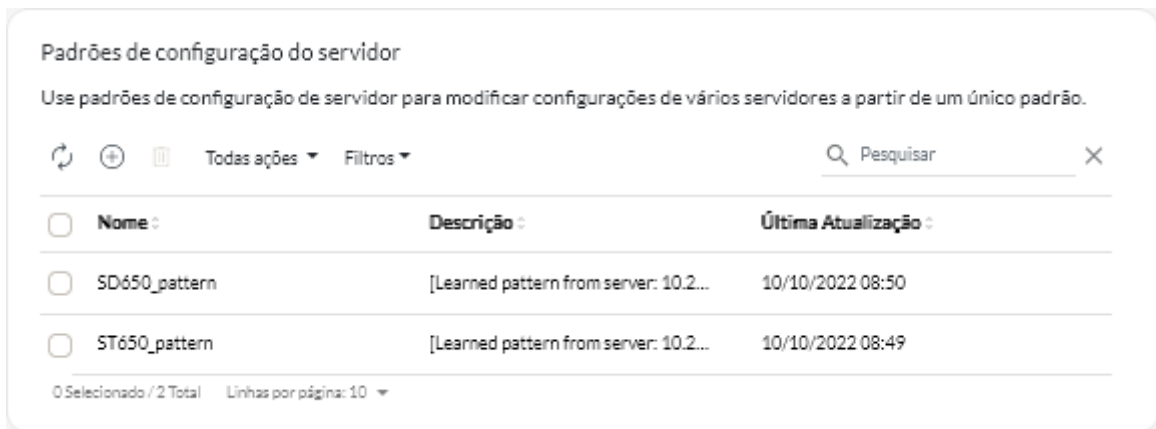 Padrões de configuração do servidor
Use padrões de configuração de servidor para modificar configurações de vários servidores a partir de um único padrão.
Todas ações Filtros Pesquisar
Nome Descrição Última Atualização
SD650_pattern [Learned pattern from server: 10.2... 10/10/2022 08:50
ST650_pattern [Learned pattern from server: 10.2... 10/10/2022 08:49
0 Selecionado / 2 Total Linhas por página: 10